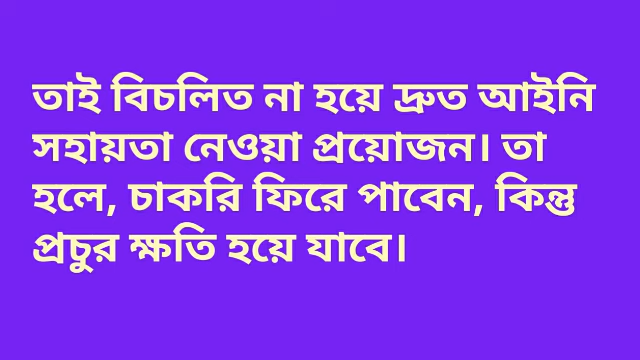 তাই বিচলিত না হয়ে দ্রুত আইনি
সহায়তা নেওয়া প্রয়োজন। তা
হলে, চাকরি ফিরে পাবেন, কিন্তু
প্রচুর ক্ষতি হয়ে যাবে।